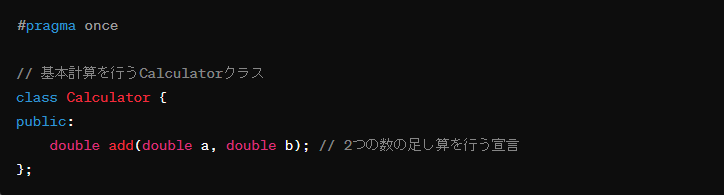 #pragma once
// 基本計算を行うCalculatorクラス
class Calculator {
public:
    double add(double a, double b); // 2つの数の足し算を行う宣言
};